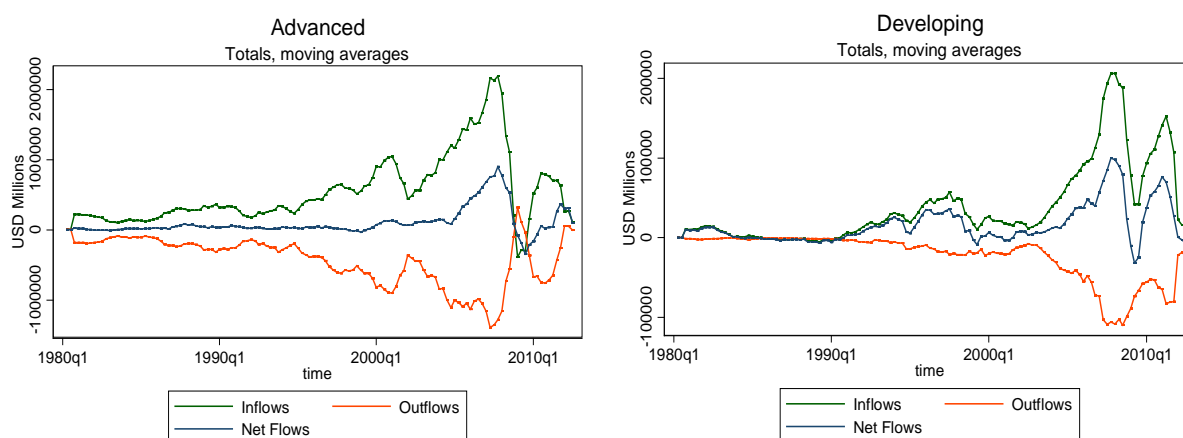 Advanced
Totals, moving averages
USD Millions
2000000
1000000
0
-1000000
1980q1 1990q1 2000q1 2010q1
time
Inflows Outflows
Net Flows
Developing
Totals, moving averages
USD Millions
200000
100000
0
-100000
1980q1 1990q1 2000q1 2010q1
time
Inflows Outflows
Net Flows